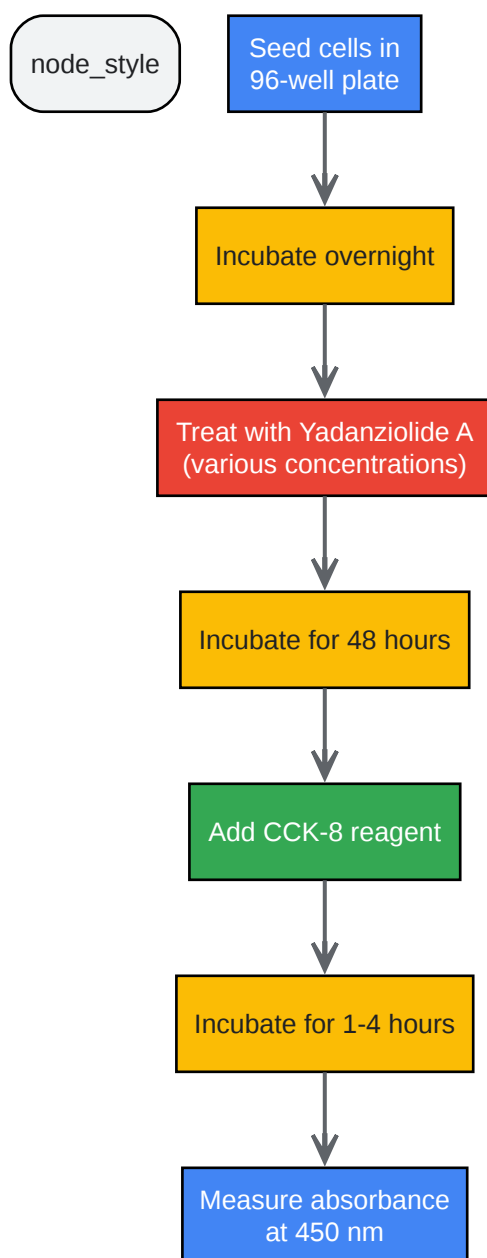 node_style
Seed cells in
96-well plate
Incubate overnight
Treat with Yadanziolide A
(various concentrations)
Incubate for 48 hours
Add CCK-8 reagent
Incubate for 1-4 hours
Measure absorbance
at 450 nm